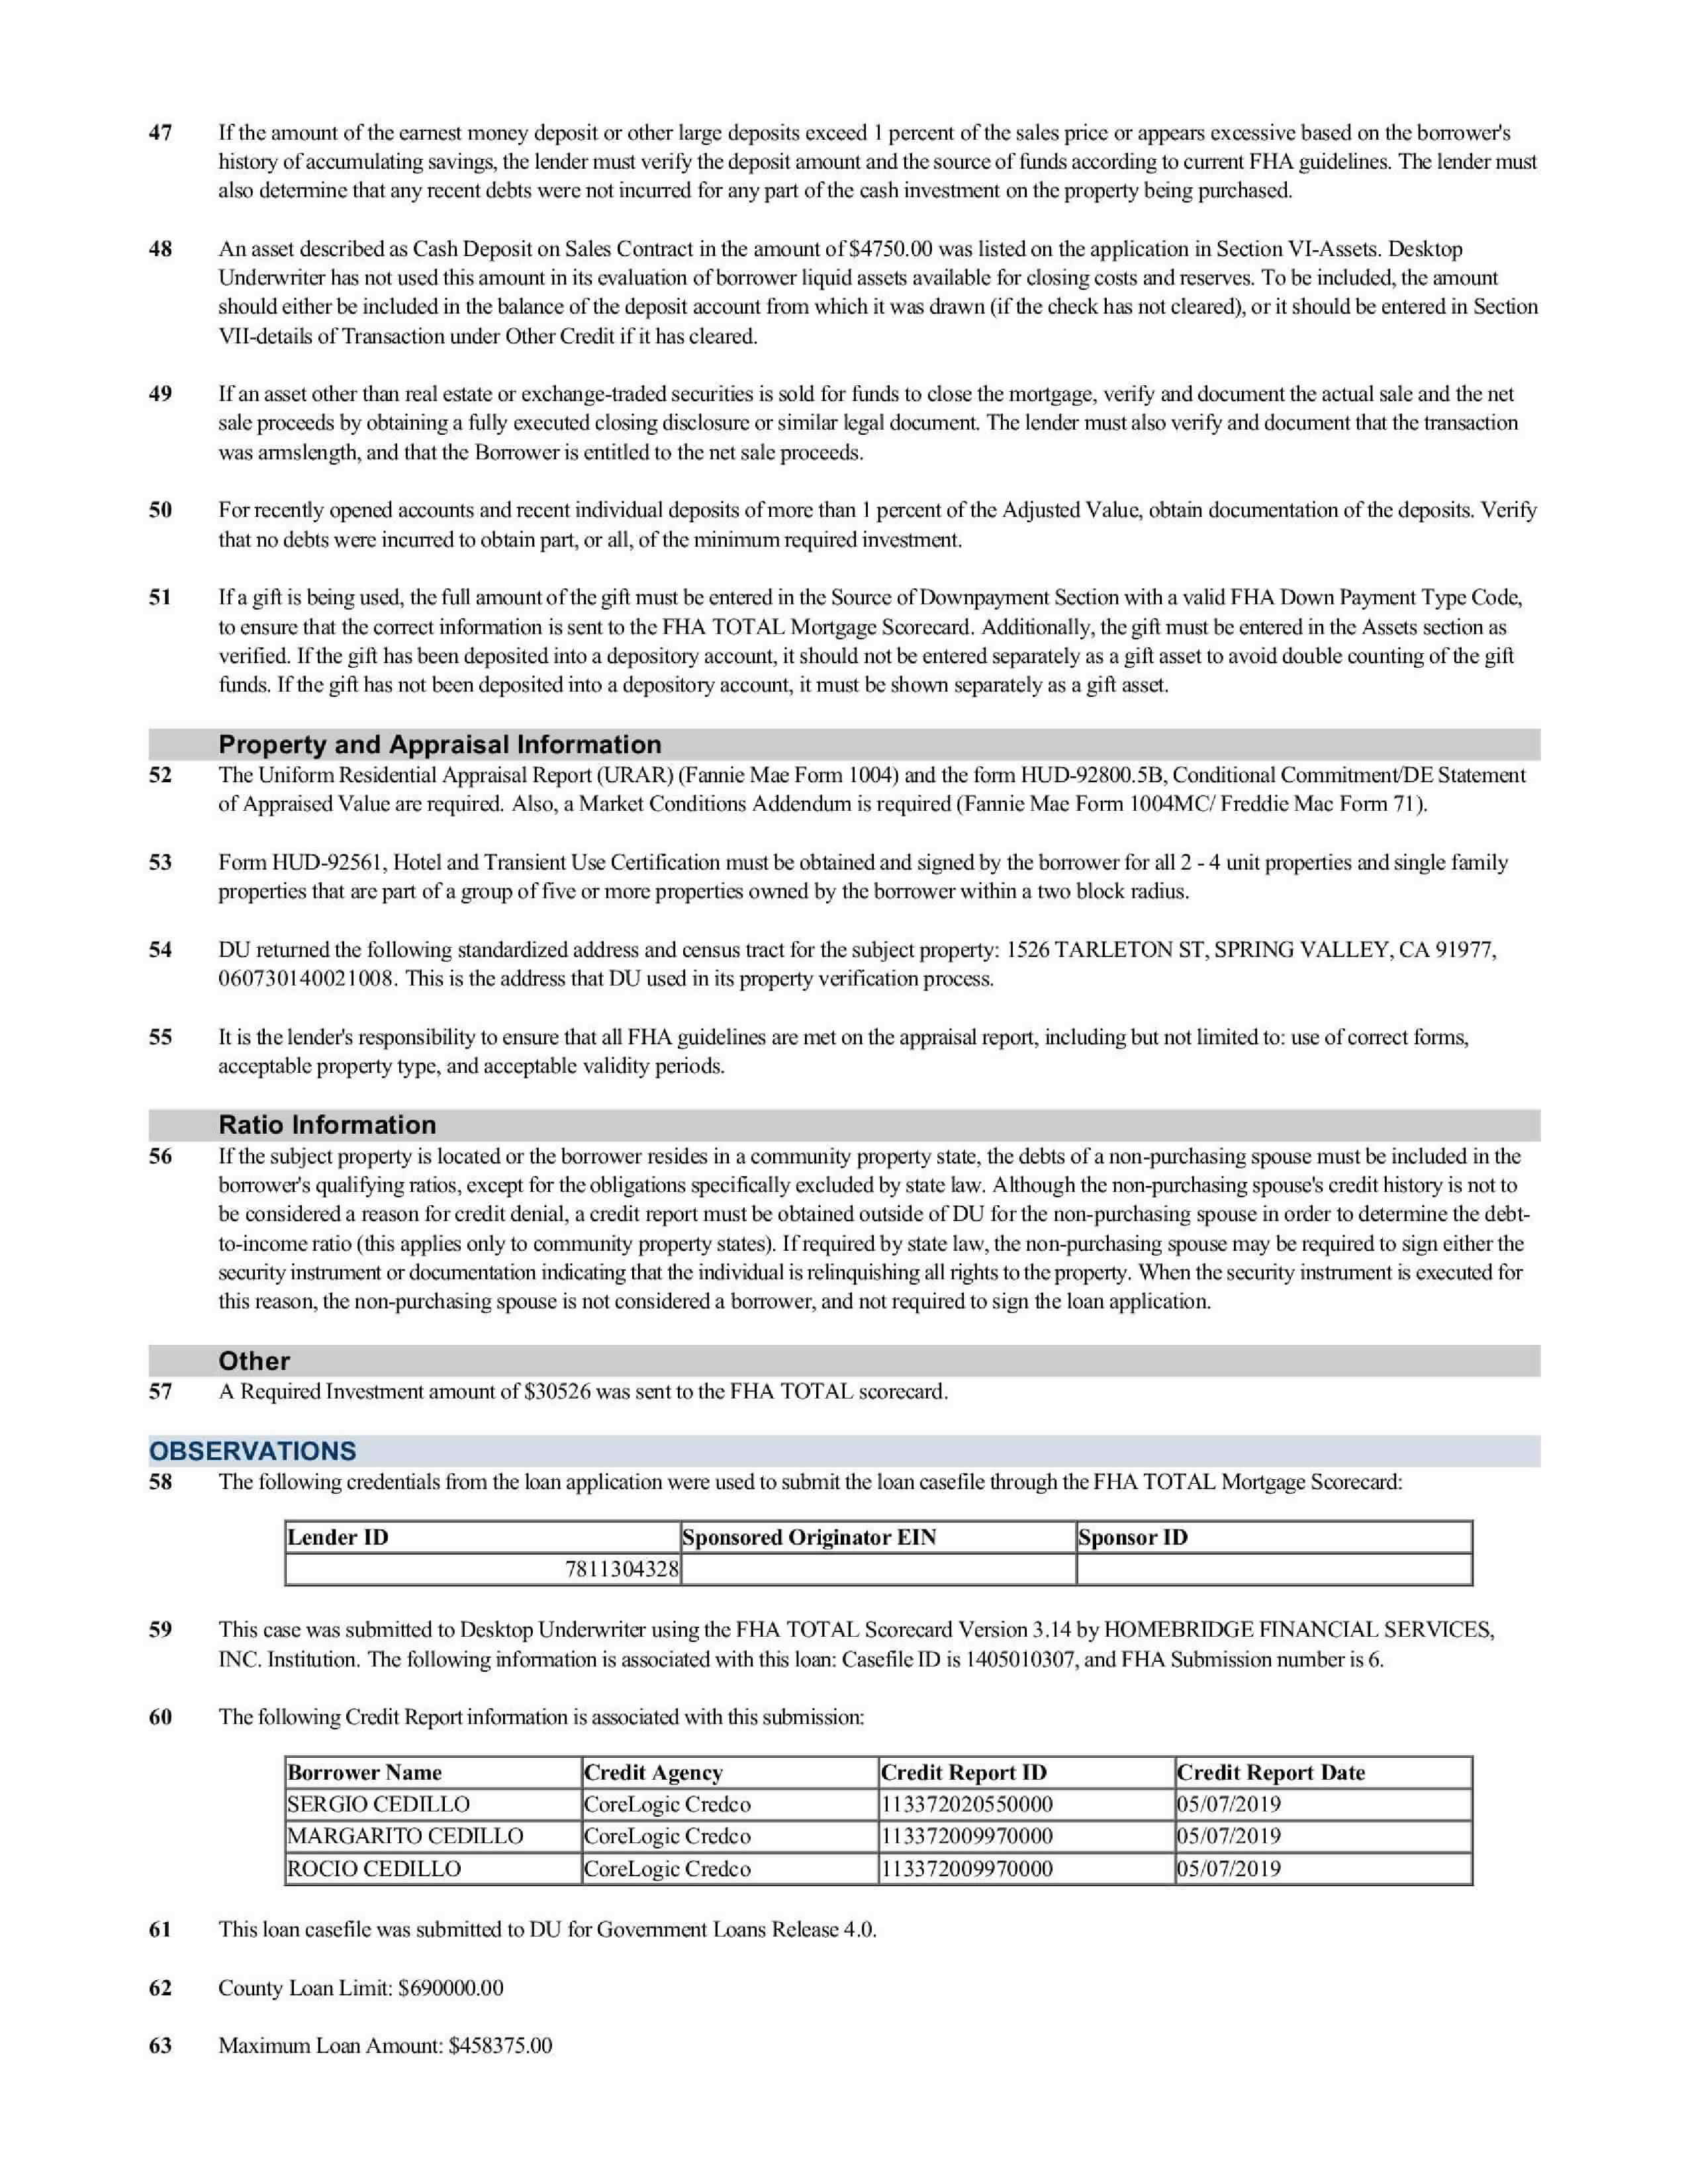 47 If the amount of the earnest money deposit or other large deposits exceed 1 percent of the sales price or appears excessive based on the borrower's
history of accumulating savings, the lender must verify the deposit amount and the source of funds according to current FHA guidelines. The lender must
also determine that any recent debts were not incurred for any part of the cash investment on the property being purchased.
48 An asset described as Cash Deposit on Sales Contract in the amount of $4750.00 was listed on the application in Section VI-Assets. Desktop
Underwriter has not used this amount in its evaluation of borrower liquid assets available for closing costs and reserves. To be included, the amount
should either be included in the balance of the deposit account from which it was drawn (if the check has not cleared), or it should be entered in Section
VII-details of Transaction under Other Credit if it has cleared.
49 If an asset other than real estate or exchange-traded securities is sold for funds to close the mortgage, verify and document the actual sale and the net
sale proceeds by obtaining a fully executed closing disclosure or similar legal document. The lender must also verify and document that the transaction
was armslength, and that the Borrower is entitled to the net sale proceeds.
50 For recently opened accounts and recent individual deposits of more than 1 percent of the Adjusted Value, obtain documentation of the deposits. Verify
that no debts were incurred to obtain part, or all, of the minimum required investment.
51 If a gift is being used, the full amount of the gift must be entered in the Source of Downpayment Section with a valid FHA Down Payment Type Code,
to ensure that the correct information is sent to the FHA TOTAL Mortgage Scorecard. Additionally, the gift must be entered in the Assets section as
verified. If the gift has been deposited into a depository account, it should not be entered separately as a gift asset to avoid double counting of the gift
funds. If the gift has not been deposited into a depository account, it must be shown separately as a gift asset.
Property and Appraisal Information
52 The Uniform Residential Appraisal Report (URAR) (Fannie Mae Form 1004) and the form HUD-92800.5B, Conditional Commitment/DE Statement
of Appraised Value are required. Also, a Market Conditions Addendum is required (Fannie Mae Form 1004MC/ Freddie Mac Form 71).
53 Form HUD-92561, Hotel and Transient Use Certification must be obtained and signed by the borrower for all 2 - 4 unit properties and single family
properties that are part of a group of five or more properties owned by the borrower within a two block radius.
54 DU returned the following standardized address and census tract for the subject property: 1526 TARLETON ST, SPRING VALLEY, CA 91977,
060730140021008. This is the address that DU used in its property verification process.
55 It is the lender's responsibility to ensure that all FHA guidelines are met on the appraisal report, including but not limited to: use of correct forms,
acceptable property type, and acceptable validity periods.
Ratio Information
56 If the subject property is located or the borrower resides in a community property state, the debts of a non-purchasing spouse must be included in the
borrower's qualifying ratios, except for the obligations specifically excluded by state law. Although the non-purchasing spouse's credit history is not to
be considered a reason for credit denial, a credit report must be obtained outside of DU for the non-purchasing spouse in order to determine the debt-
to-income ratio (this applies only to community property states). If required by state law, the non-purchasing spouse may be required to sign either the
security instrument or documentation indicating that the individual is relinquishing all rights to the property. When the security instrument is executed for
this reason, the non-purchasing spouse is not considered a borrower, and not required to sign the loan application.
Other
57 A Required Investment amount of $30526 was sent to the FHA TOTAL scorecard.
OBSERVATIONS
58 The following credentials from the loan application were used to submit the loan casefile through the FHA TOTAL Mortgage Scorecard:
Lender ID Sponsored Originator EIN Sponsor ID
7811304328
59 This case was submitted to Desktop Underwriter using the FHA TOTAL Scorecard Version 3.14 by HOMEBRIDGE FINANCIAL SERVICES,
INC. Institution. The following information is associated with this loan: Casefile ID is 1405010307, and FHA Submission number is 6.
60 The following Credit Report information is associated with this submission:
Borrower Name Credit Agency Credit Report ID Credit Report Date
SERGIO CEDILLO CoreLogic Credco 113372020550000 05/07/2019
MARGARITO CEDILLO CoreLogic Credco 113372009970000 05/07/2019
ROCIO CEDILLO CoreLogic Credco 113372009970000 05/07/2019
61 This loan casefile was submitted to DU for Government Loans Release 4.0.
62 County Loan Limit: $690000.00
63 Maximum Loan Amount: $458375.00